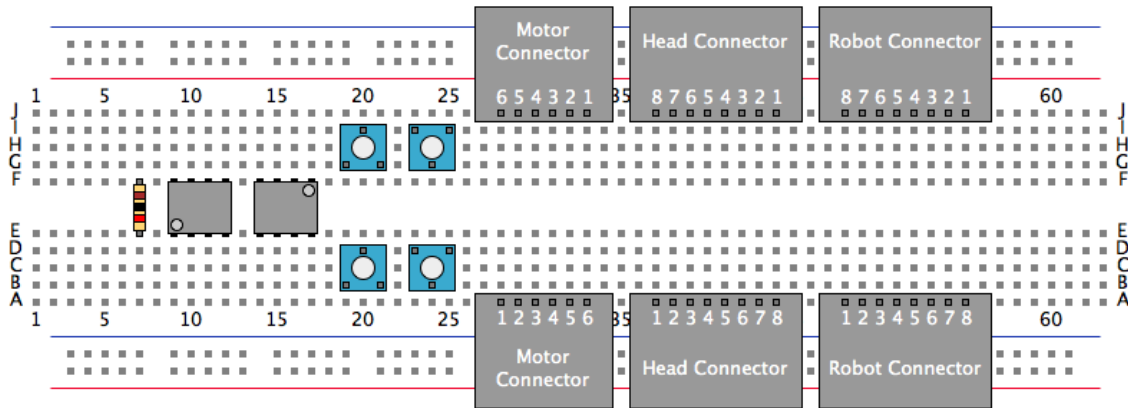 Motor
Connector
Head Connector
Robot Connector
6 5 4 3 2 1
8 7 6 5 4 3 2 1
8 7 6 5 4 3 2 1
1 5 10 15 20 25 35 60
J J
I I
H H
G G
F F
E E
D D
C C
B B
A A
1 5 10 15 20 25 35 60
1 2 3 4 5 6
1 2 3 4 5 6 7 8
1 2 3 4 5 6 7 8
Motor
Connector
Head Connector
Robot Connector